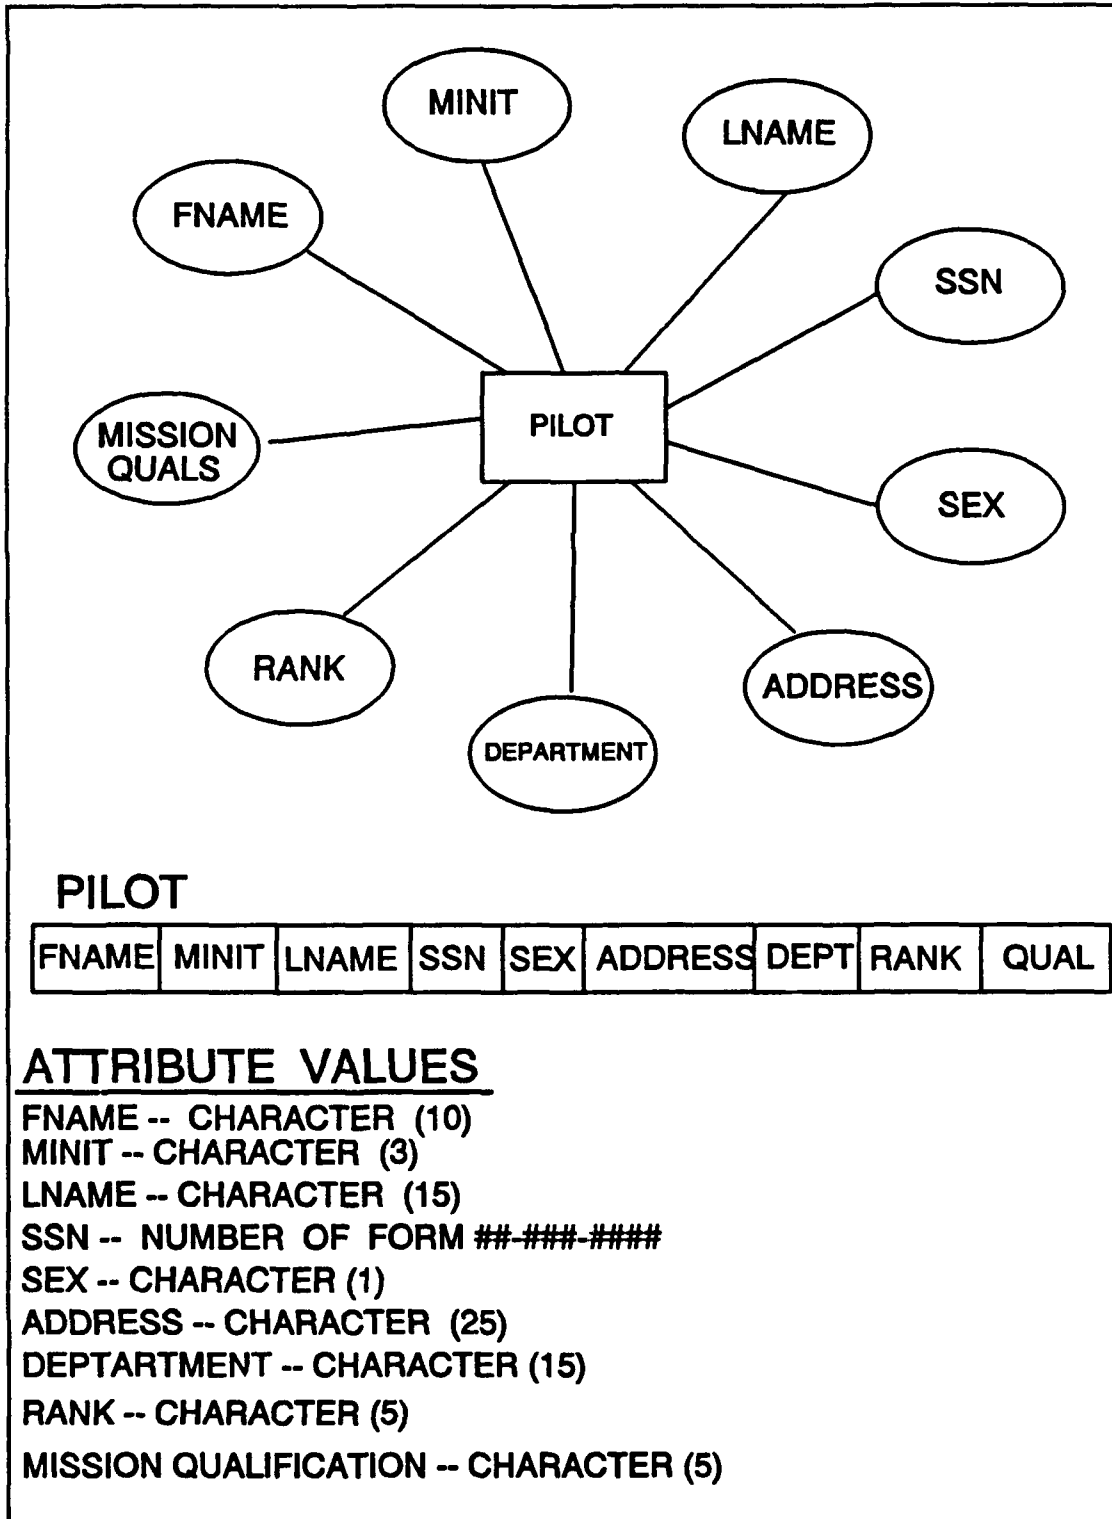 MINIT
LNAME
FNAME
SSN
PILOT
MISSION
QUALS
SEX
RANK
ADDRESS
DEPARTMENT
PILOT
FNAME MINIT LNAME SSN SEX ADDRESS DEPT RANK QUAL
ATTRIBUTE VALUES
FNAME -- CHARACTER (10)
MINIT -- CHARACTER (3)
LNAME -- CHARACTER (15)
SSN -- NUMBER OF FORM ##-###-####
SEX -- CHARACTER (1)
ADDRESS -- CHARACTER (25)
DEPTARTMENT -- CHARACTER (15)
RANK -- CHARACTER (5)
MISSION QUALIFICATION -- CHARACTER (5)